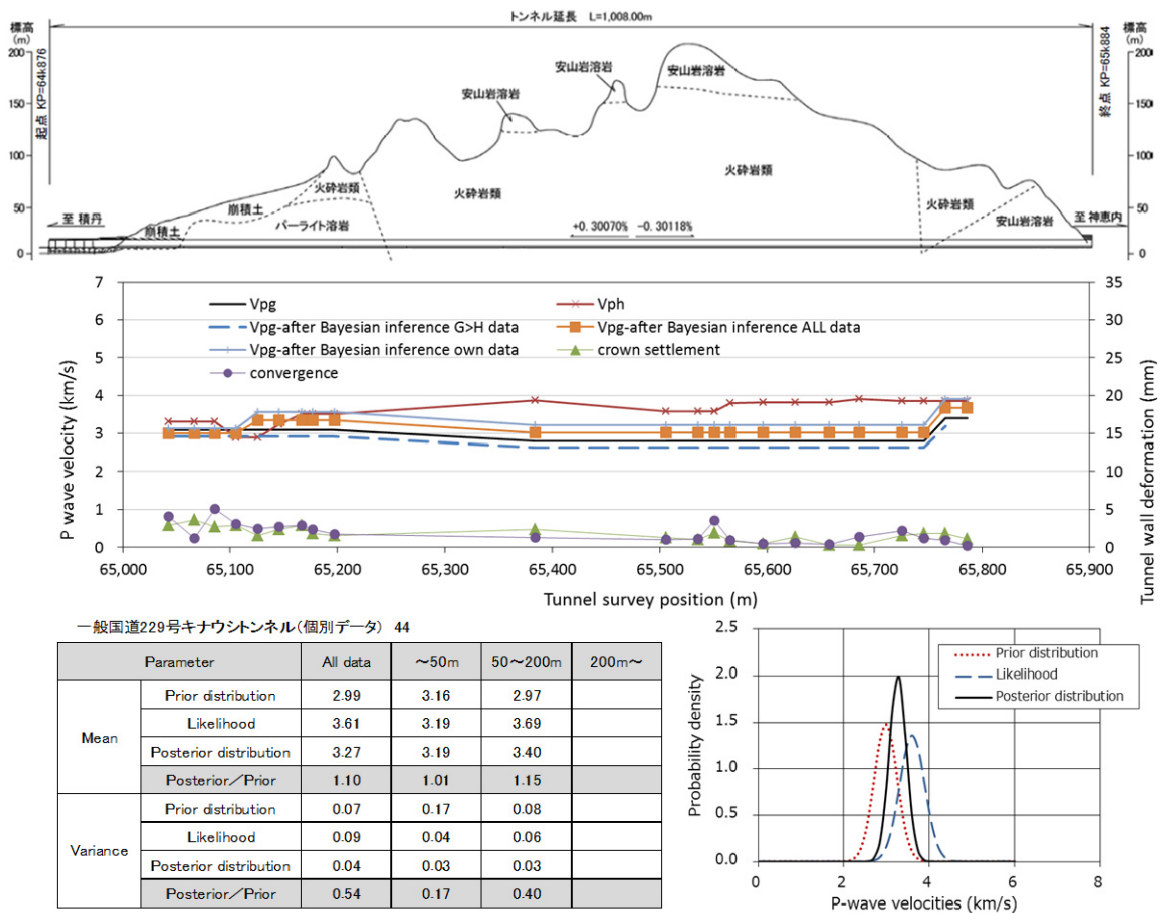 トンネル延長 L=1,008.00m
標高
(m)
200
150
100
50
0
起点 KP=64k876
至 積丹
崩積土
崩積土
火砕岩類
パーライト溶岩
火砕岩類
安山岩溶岩
安山岩溶岩
安山岩溶岩
火砕岩類
+0.30070%
-0.30118%
火砕岩類
安山岩溶岩
至 神恵内
終点 KP=65k884
標高
(m)
200
150
100
50
0
P wave velocity (km/s)
7
6
5
4
3
2
1
0
Vpg
Vph
Vpg-after Bayesian inference G>H data
Vpg-after Bayesian inference ALL data
Vpg-after Bayesian inference own data
crown settlement
convergence
35
30
25
20
15
10
5
0
Tunnel wall deformation (mm)
65,000 65,100 65,200 65,300 65,400 65,500 65,600 65,700 65,800 65,900
Tunnel survey position (m)
一般国道229号キナウシトンネル(個別データ) 44
Parameter All data ～50m 50～200m 200m～
Mean
Prior distribution 2.99 3.16 2.97
Likelihood 3.61 3.19 3.69
Posterior distribution 3.27 3.19 3.40
Posterior／Prior 1.10 1.01 1.15
Variance
Prior distribution 0.07 0.17 0.08
Likelihood 0.09 0.04 0.06
Posterior distribution 0.04 0.03 0.03
Posterior／Prior 0.54 0.17 0.40
Probability density
2.5
2.0
1.5
1.0
0.5
0.0
Prior distribution
Likelihood
Posterior distribution
0 2 4 6 8
P-wave velocities (km/s)